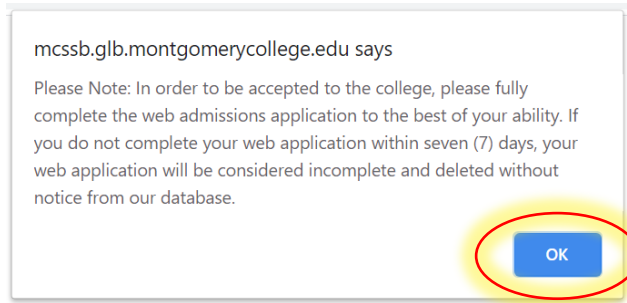 mcssb.glb.montgomerycollege.edu says
Please Note: In order to be accepted to the college, please fully
complete the web admissions application to the best of your ability. If
you do not complete your web application within seven (7) days, your
web application will be considered incomplete and deleted without
notice from our database.
OK